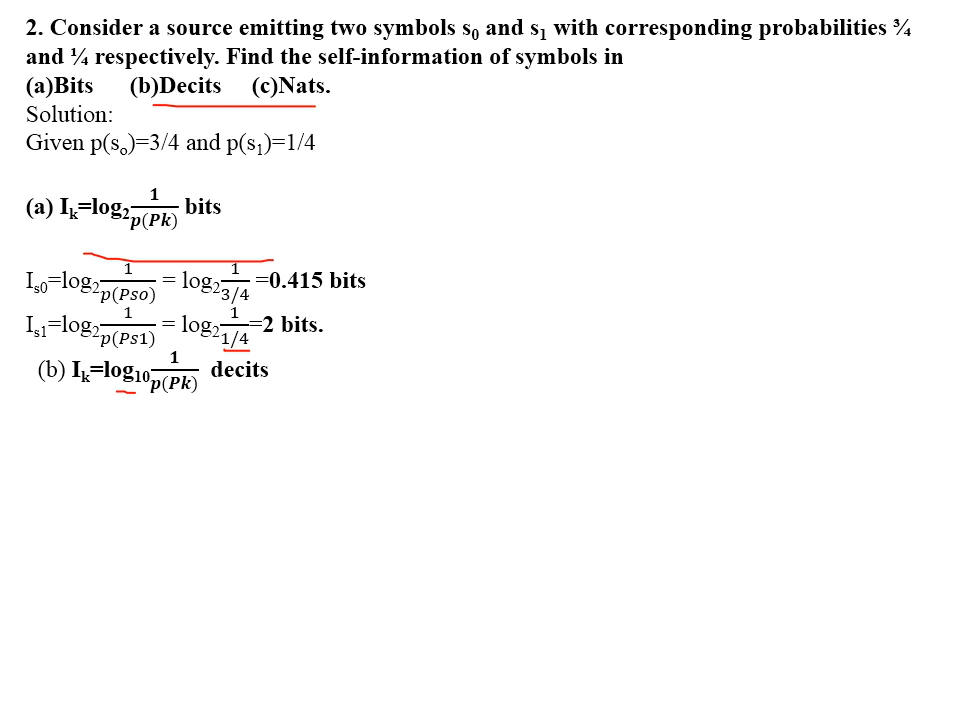 2. Consider a source emitting two symbols s₀ and s₁ with corresponding probabilities ¾
and ¼ respectively. Find the self-information of symbols in
(a)Bits (b)Decits (c)Nats.
Solution:
Given p(sₒ)=3/4 and p(s₁)=1/4
(a) Iₖ=log₂ 1/p(Pk) bits
Iₛ₀=log₂ 1/p(Pso) = log₂ 1/3/4 =0.415 bits
Iₛ₁=log₂ 1/p(Ps1) = log₂ 1/1/4 =2 bits.
(b) Iₖ=log₁₀ 1/p(Pk) decits